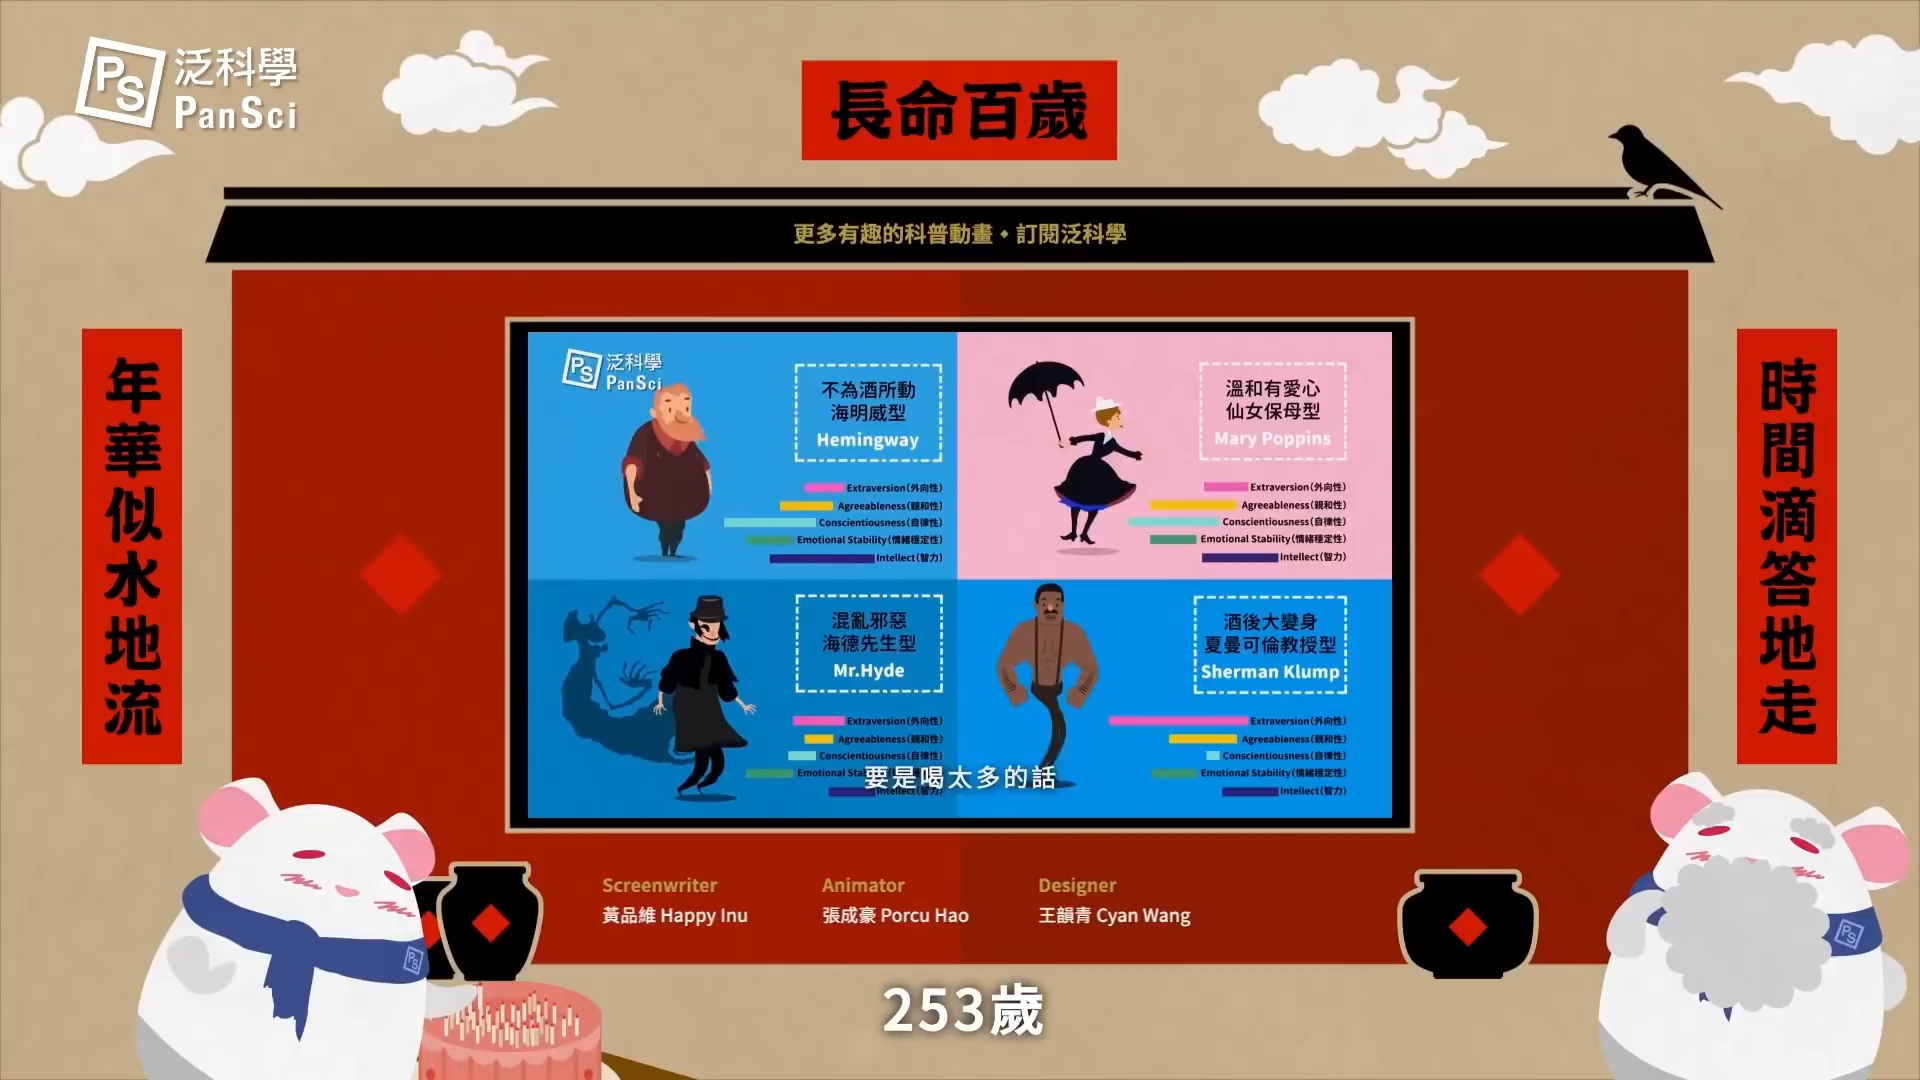 泛科學
PanSci
長命百歲
更多有趣的科普動畫◆訂閱泛科學
年華似水地流
時間滴答地走
泛科學
PanSci
不為酒所動
海明威型
Hemingway
Extraversion(外向性)
Agreeableness(親和性)
Conscientiousness(自律性)
Emotional Stability(情緒穩定性)
Intellect(智力)
溫和有愛心
仙女保母型
Mary Poppins
Extraversion(外向性)
Agreeableness(親和性)
Conscientiousness(自律性)
Emotional Stability(情緒穩定性)
Intellect(智力)
混亂邪惡
海德先生型
Mr.Hyde
Extraversion(外向性)
Agreeableness(親和性)
Conscientiousness(自律性)
Emotional
Intellect(智力)
酒後大變身
夏曼可倫教授型
Sherman Klump
Extraversion(外向性)
Agreeableness(親和性)
Conscientiousness(自律性)
Emotional Stability(情緒穩定性)
Intellect(智力)
要是喝太多的話
Screenwriter
黃品維 Happy Inu
Animator
張成豪 Porcu Hao
Designer
王韻青 Cyan Wang
253歲